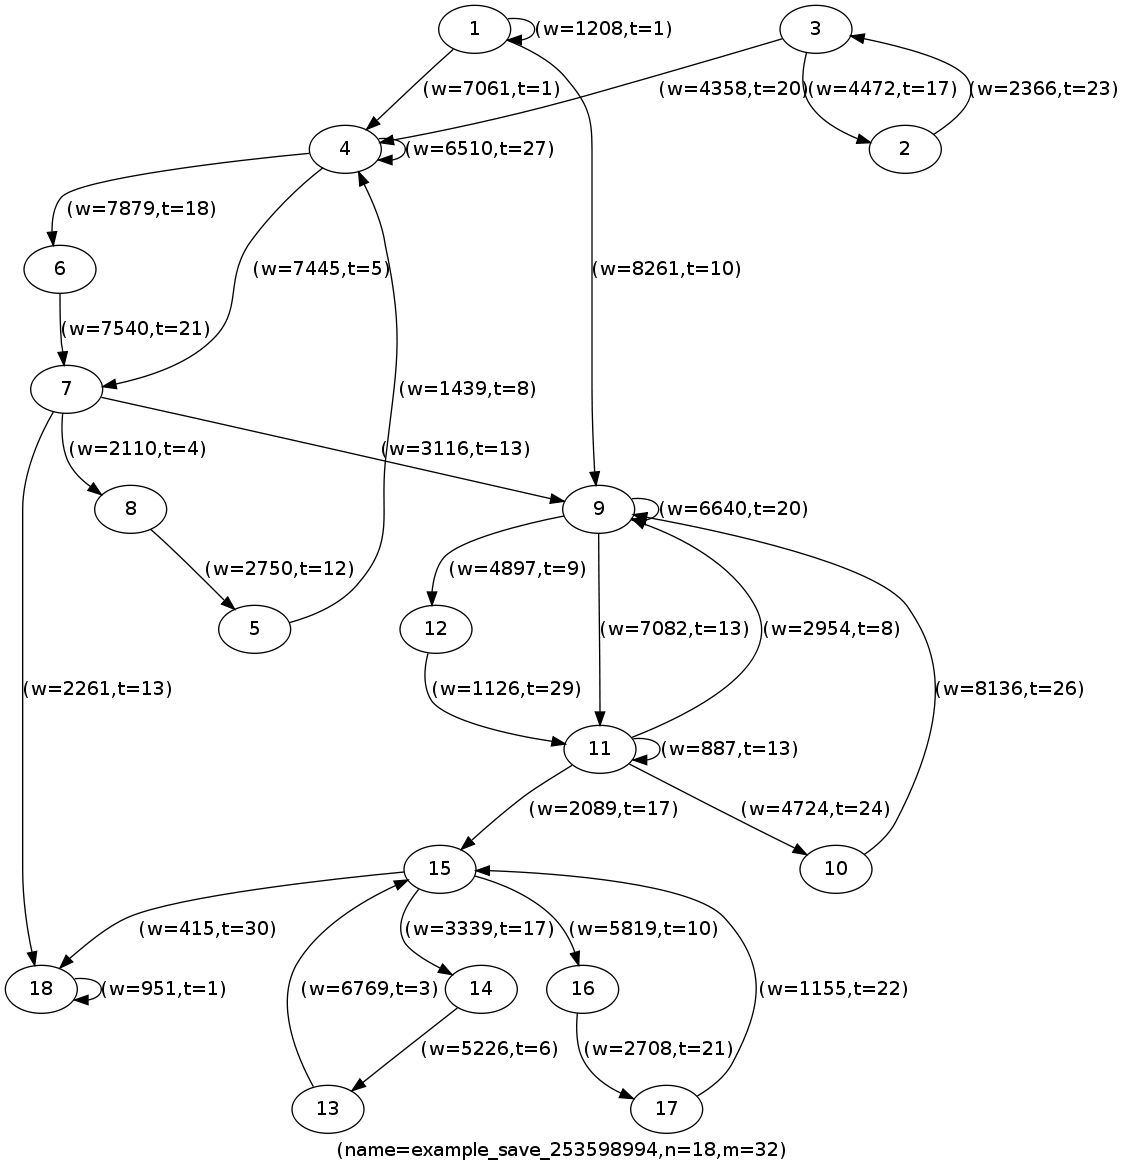 1 (w=1208,t=1) 3
(w=7061,t=1) (w=4358,t=20) (w=4472,t=17) (w=2366,t=23)
4 (w=6510,t=27) 2
(w=7879,t=18)
6 (w=7445,t=5) (w=8261,t=10)
(w=7540,t=21)
7 (w=1439,t=8)
(w=2110,t=4) (w=3116,t=13)
8 9 (w=6640,t=20)
(w=2750,t=12) (w=4897,t=9)
5 12 (w=7082,t=13) (w=2954,t=8)
(w=2261,t=13) (w=1126,t=29) (w=8136,t=26)
11 (w=887,t=13)
(w=2089,t=17) (w=4724,t=24)
15 10
(w=415,t=30) (w=3339,t=17) (w=5819,t=10)
18 (w=951,t=1) (w=6769,t=3) 14 16 (w=1155,t=22)
(w=5226,t=6) (w=2708,t=21)
13 17
(name=example_save_253598994,n=18,m=32)